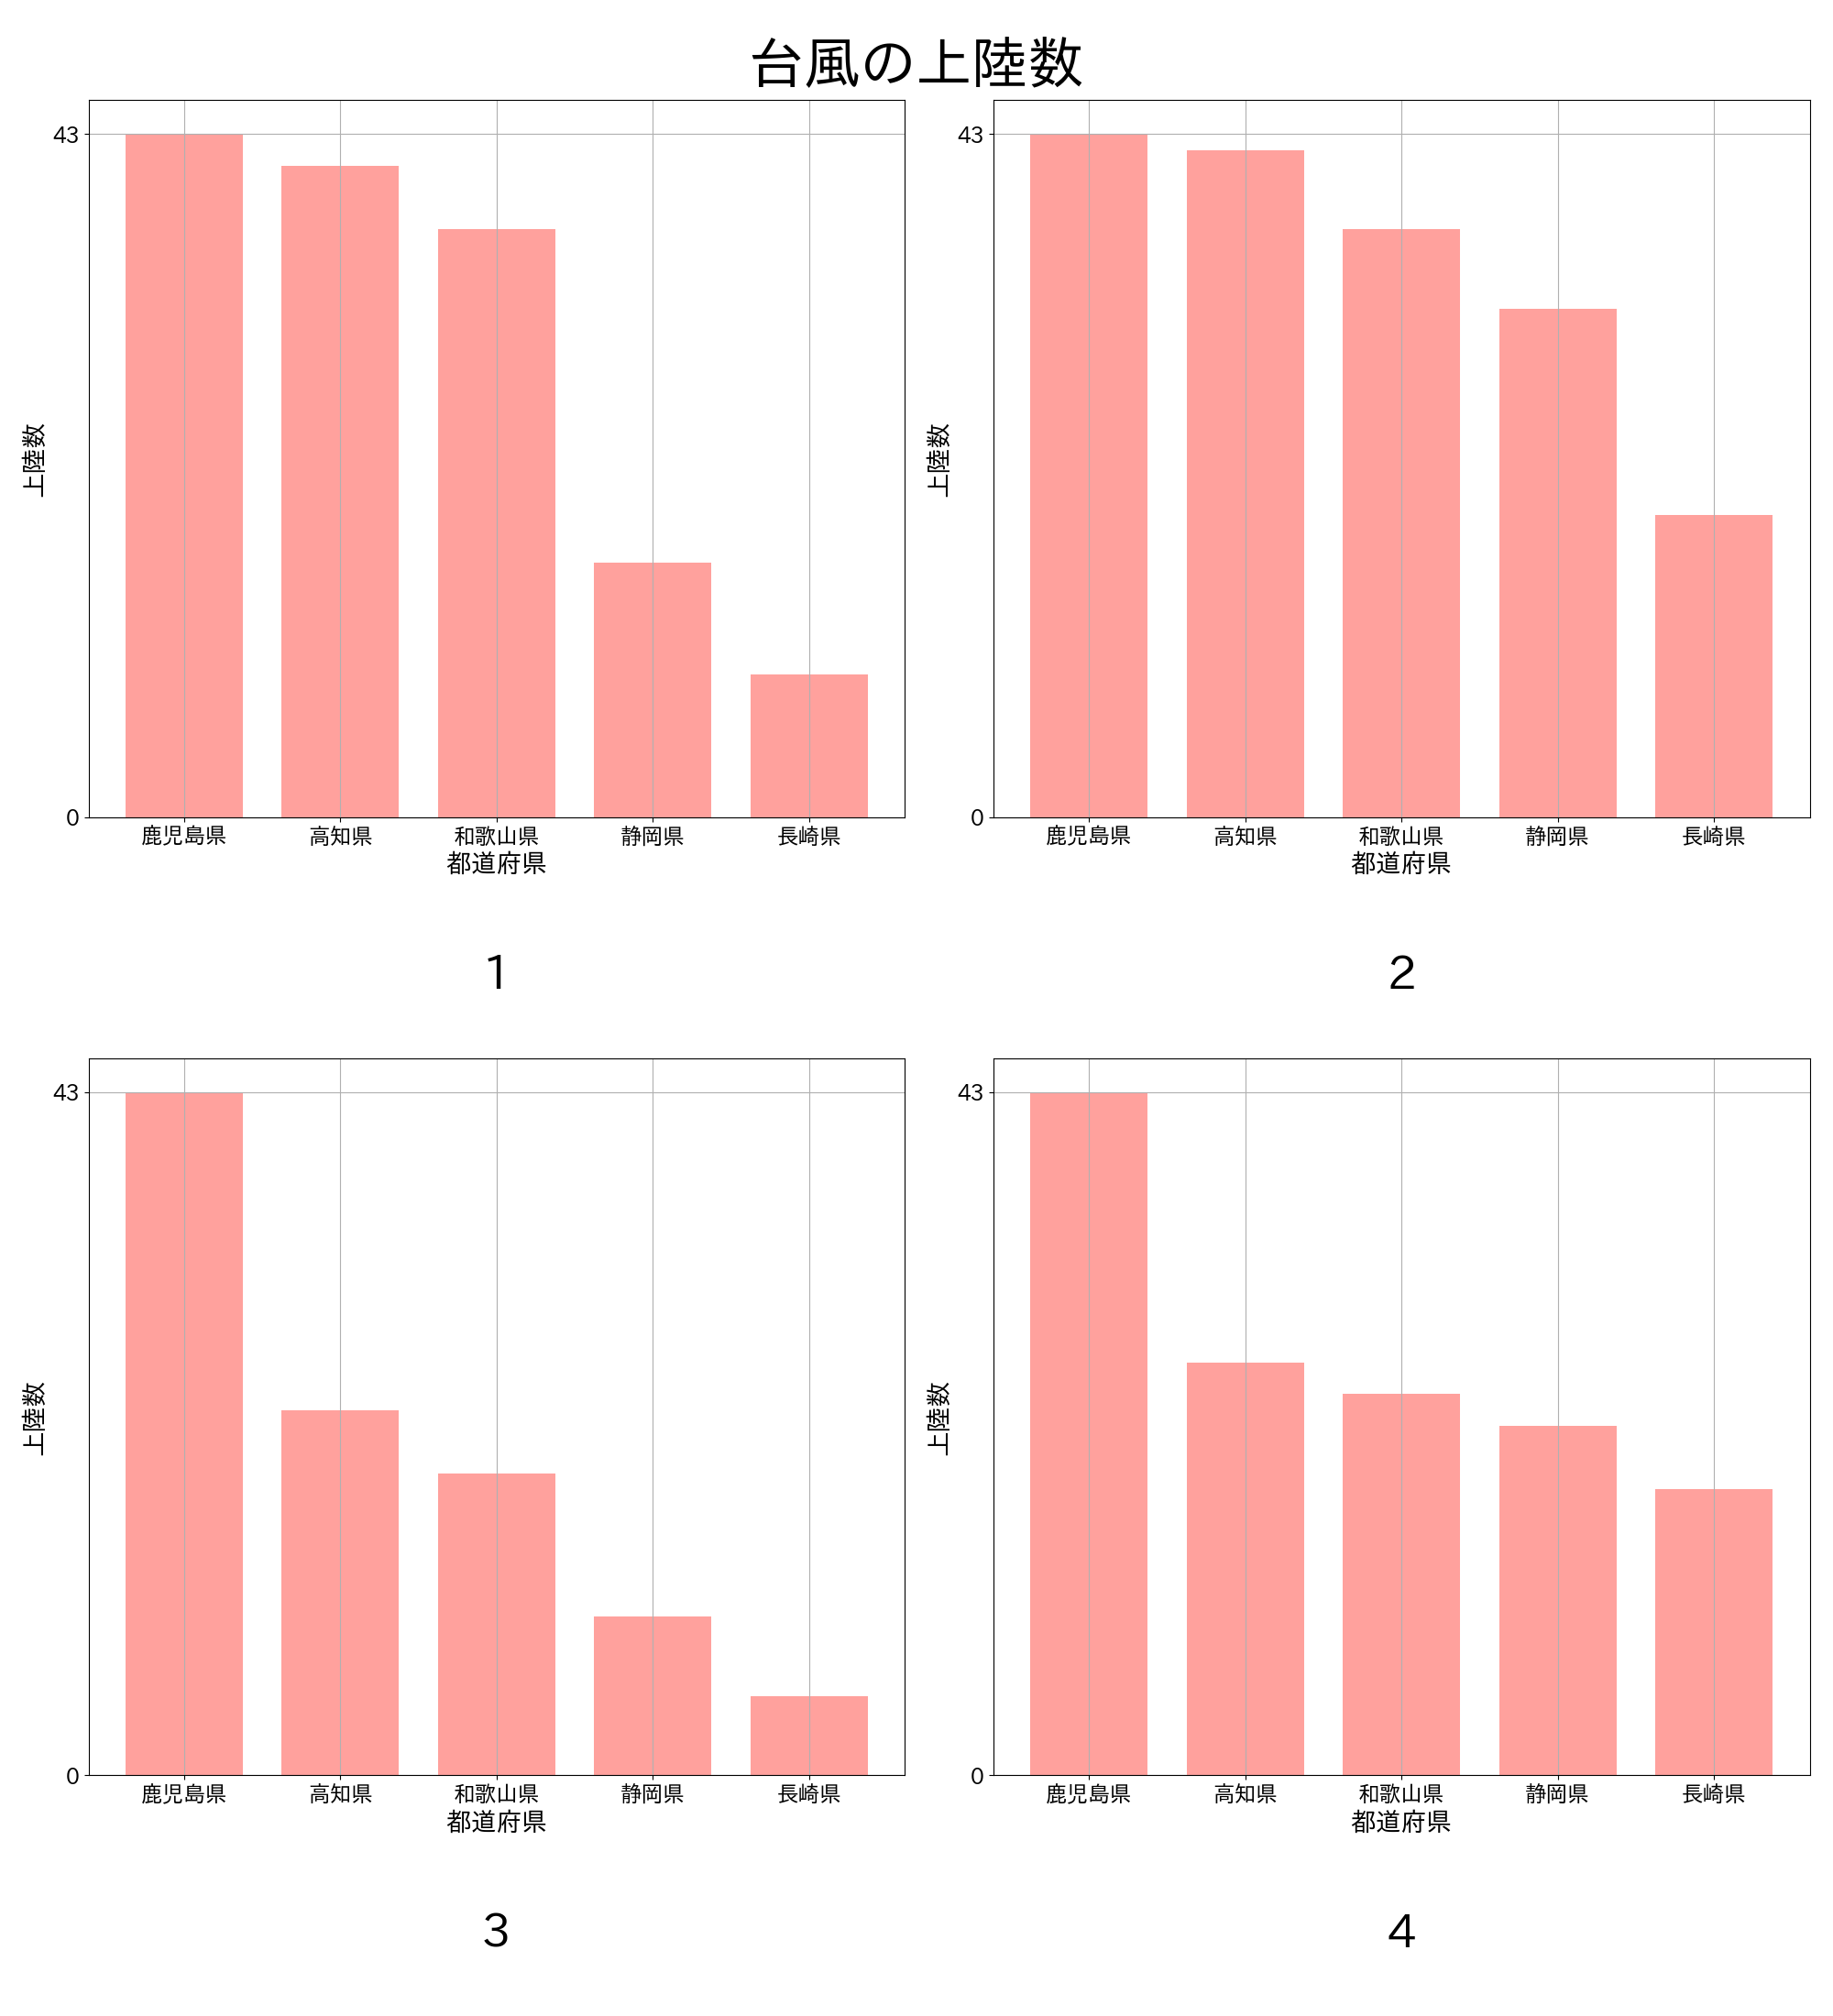 台風の上陸数
43
0
上陸数
鹿児島県 高知県 和歌山県 静岡県 長崎県
都道府県
1
43
0
上陸数
鹿児島県 高知県 和歌山県 静岡県 長崎県
都道府県
2
43
0
上陸数
鹿児島県 高知県 和歌山県 静岡県 長崎県
都道府県
3
43
0
上陸数
鹿児島県 高知県 和歌山県 静岡県 長崎県
都道府県
4